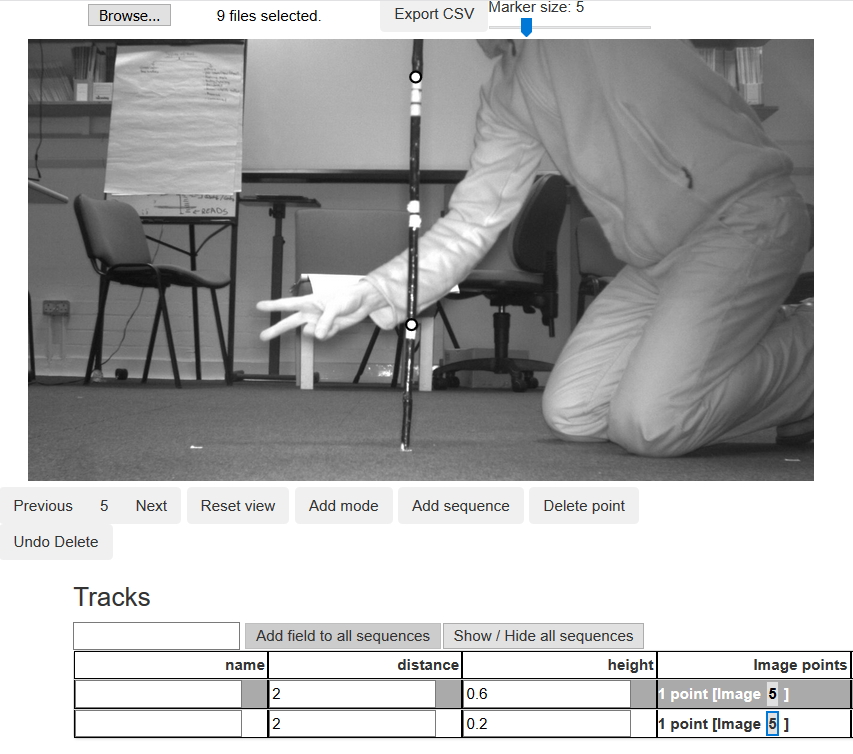 Browse... 9 files selected. Export CSV Marker size: 5
READS
Previous 5 Next Reset view Add mode Add sequence Delete point
Undo Delete
Tracks
Add field to all sequences Show / Hide all sequences
name distance height Image points
2 0.6 1 point [Image 5 ]
2 0.2 1 point [Image 5 ]